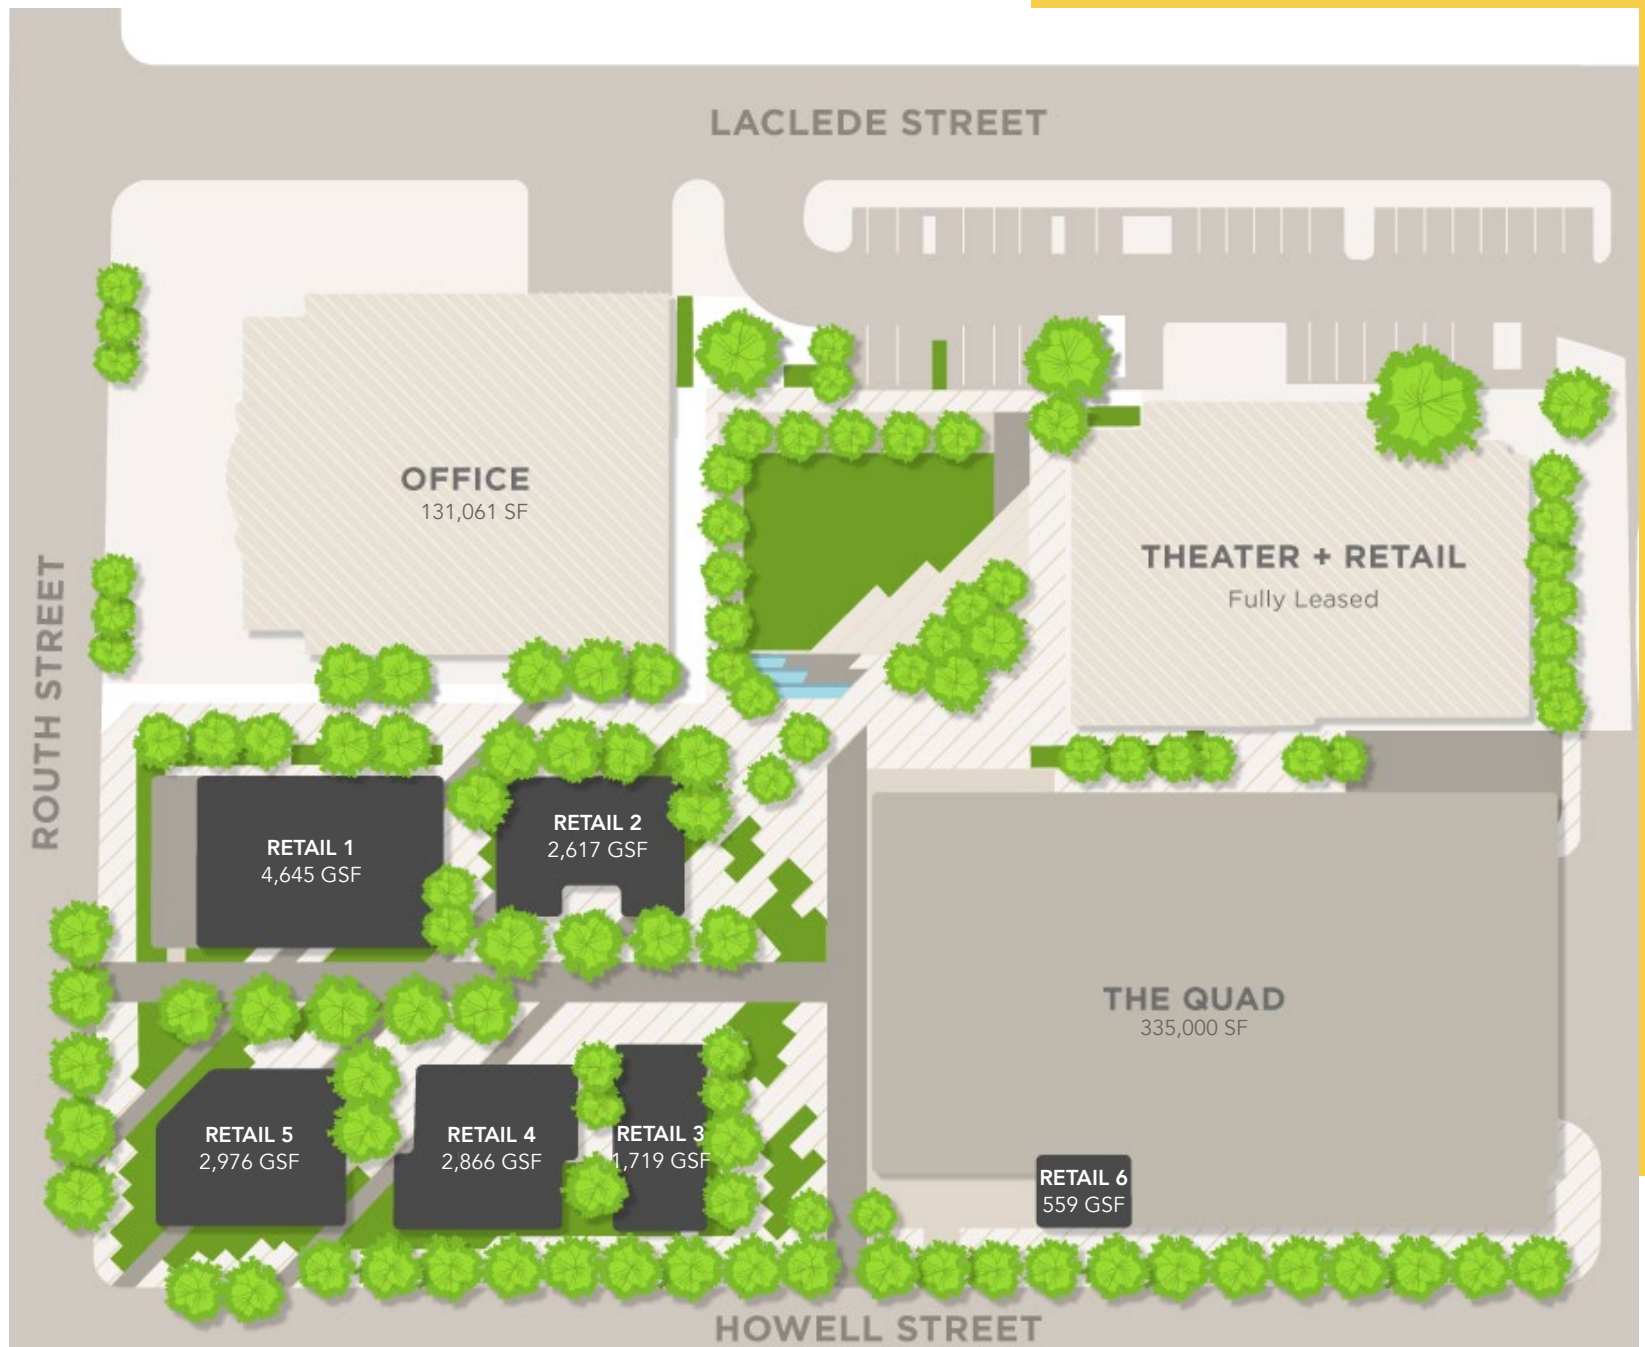 LACLEDE STREET
OFFICE
131,061 SF
THEATER + RETAIL
Fully Leased
ROUTH STREET
RETAIL 1
4,645 GSF
RETAIL 2
2,617 GSF
THE QUAD
335,000 SF
RETAIL 5
2,976 GSF
RETAIL 4
2,866 GSF
RETAIL 3
1,719 GSF
RETAIL 6
559 GSF
HOWELL STREET